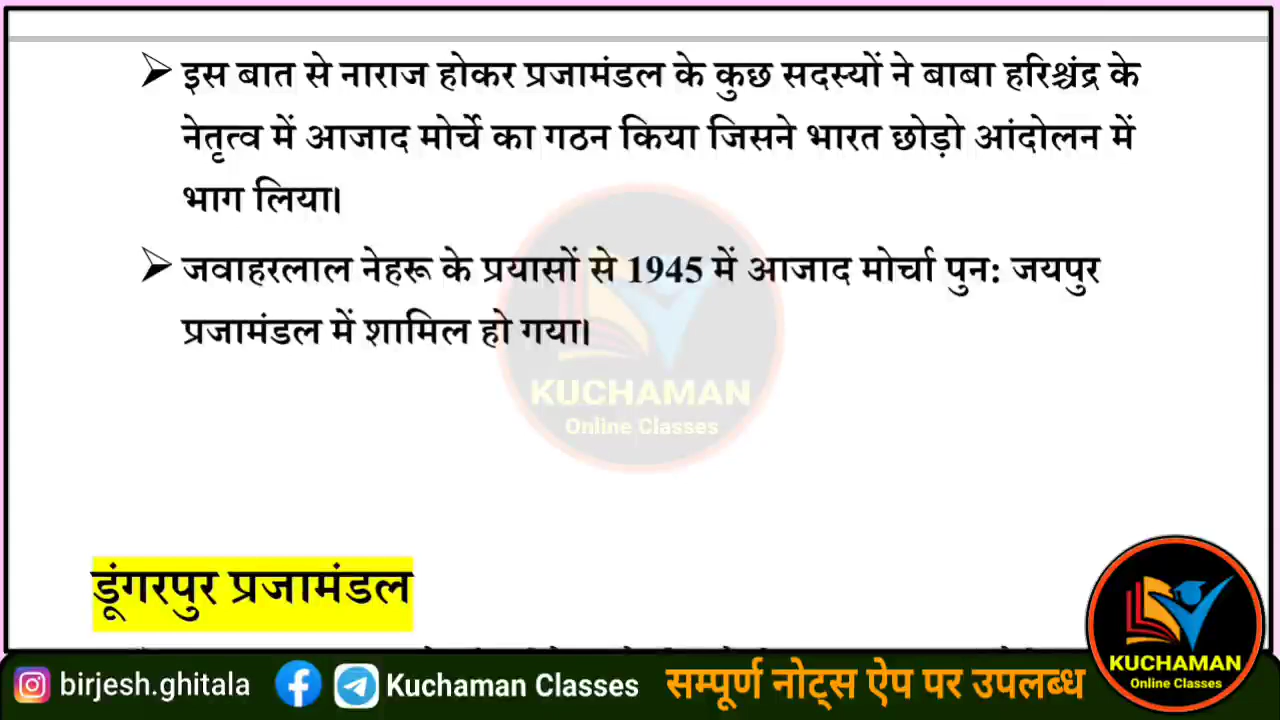 इस बात से नाराज होकर प्रजामंडल के कुछ सदस्यों ने बाबा हरिश्चंद्र के
नेतृत्व में आजाद मोर्चे का गठन किया जिसने भारत छोड़ो आंदोलन में
भाग लिया।
जवाहरलाल नेहरू के प्रयासों से 1945 में आजाद मोर्चा पुन: जयपुर
प्रजामंडल में शामिल हो गया।
KUCHAMAN
Online Classes
डूंगरपुर प्रजामंडल
KUCHAMAN
Online Classes
birjesh.ghitala
Kuchaman Classes
सम्पूर्ण नोट्स ऐप पर उपलब्ध